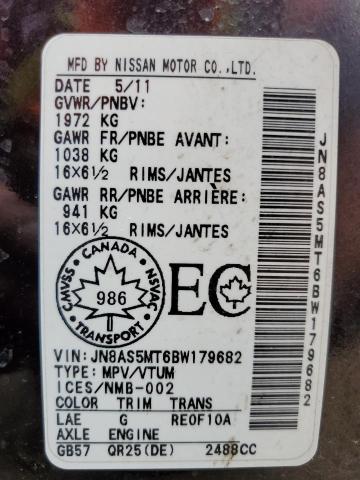 MFD BY NISSAN MOTOR CO.,LTD.
DATE 5/11
GVWR/PNBV:
1972 KG
GAWR FR/PNBE AVANT:
1038 KG
16X6½ RIMS/JANTES
GAWR RR/PNBE ARRIÈRE:
941 KG
16X6½ RIMS/JANTES
CANADA
CMVSS NSVAC
986
TRANSPORT
EC
VIN: JN8AS5MT6BW179682
TYPE: MPV/VTUM
ICES/NMB-002
COLOR TRIM TRANS
LAE G RE0F10A
AXLE ENGINE
GB57 QR25(DE) 2488CC
JN8AS5MT6BW179682